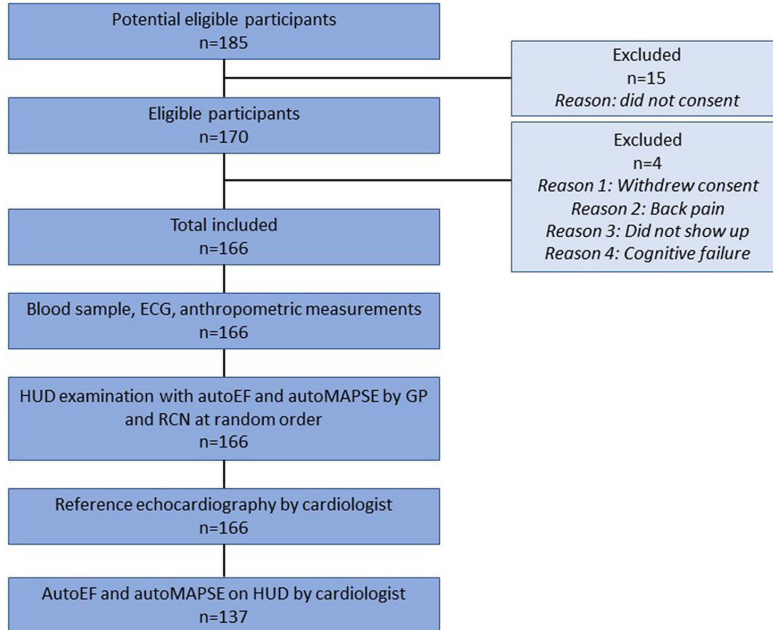 Potential eligible participants
n=185
Excluded
n=15
Reason: did not consent
Eligible participants
n=170
Excluded
n=4
Reason 1: Withdrew consent
Reason 2: Back pain
Reason 3: Did not show up
Reason 4: Cognitive failure
Total included
n=166
Blood sample, ECG, anthropometric measurements
n=166
HUD examination with autoEF and autoMAPSE by GP
and RCN at random order
n=166
Reference echocardiography by cardiologist
n=166
AutoEF and autoMAPSE on HUD by cardiologist
n=137